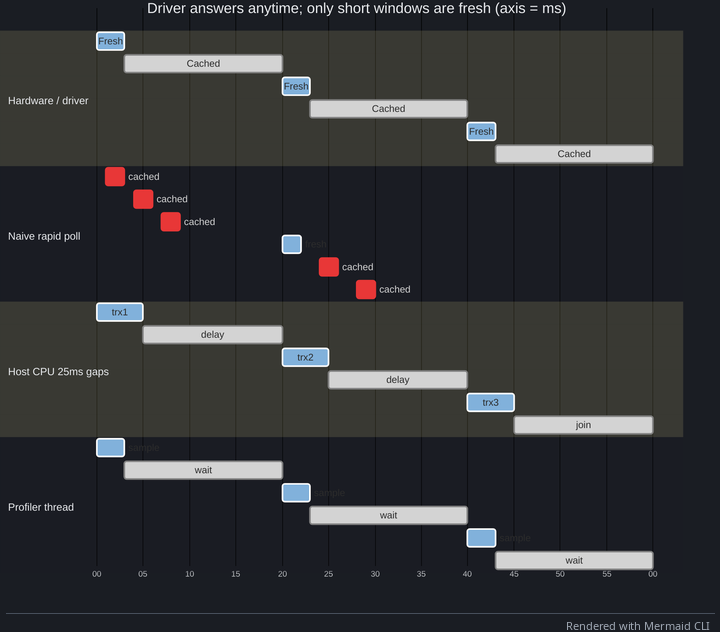 Driver answers anytime; only short windows are fresh (axis = ms)
Fresh
Cached
Fresh
Hardware / driver
Cached
Fresh
Cached
cached
cached
cached
Naive rapid poll
fresh
cached
cached
trx1
delay
trx2
Host CPU 25ms gaps
delay
trx3
join
sample
wait
sample
Profiler thread
wait
sample
wait
00 05 10 15 20 25 30 35 40 45 50 55 00
Rendered with Mermaid CLI